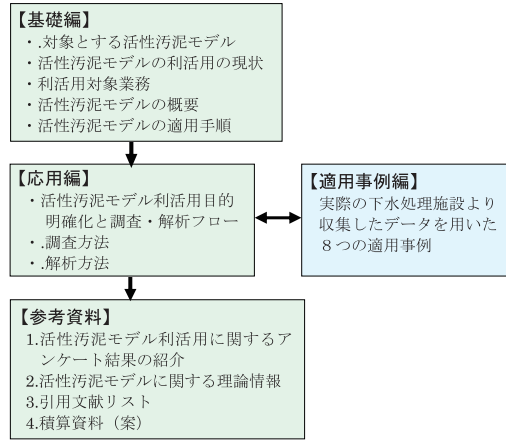 【基礎編】
・.対象とする活性汚泥モデル
・活性汚泥モデルの利活用の現状
・利活用対象業務
・活性汚泥モデルの概要
・活性汚泥モデルの適用手順
【応用編】
・活性汚泥モデル利活用目的
明確化と調査・解析フロー
・.調査方法
・.解析方法
【適用事例編】
実際の下水処理施設より
収集したデータを用いた
８つの適用事例
【参考資料】
1.活性汚泥モデル利活用に関するア
ンケート結果の紹介
2.活性汚泥モデルに関する理論情報
3.引用文献リスト
4.積算資料（案）